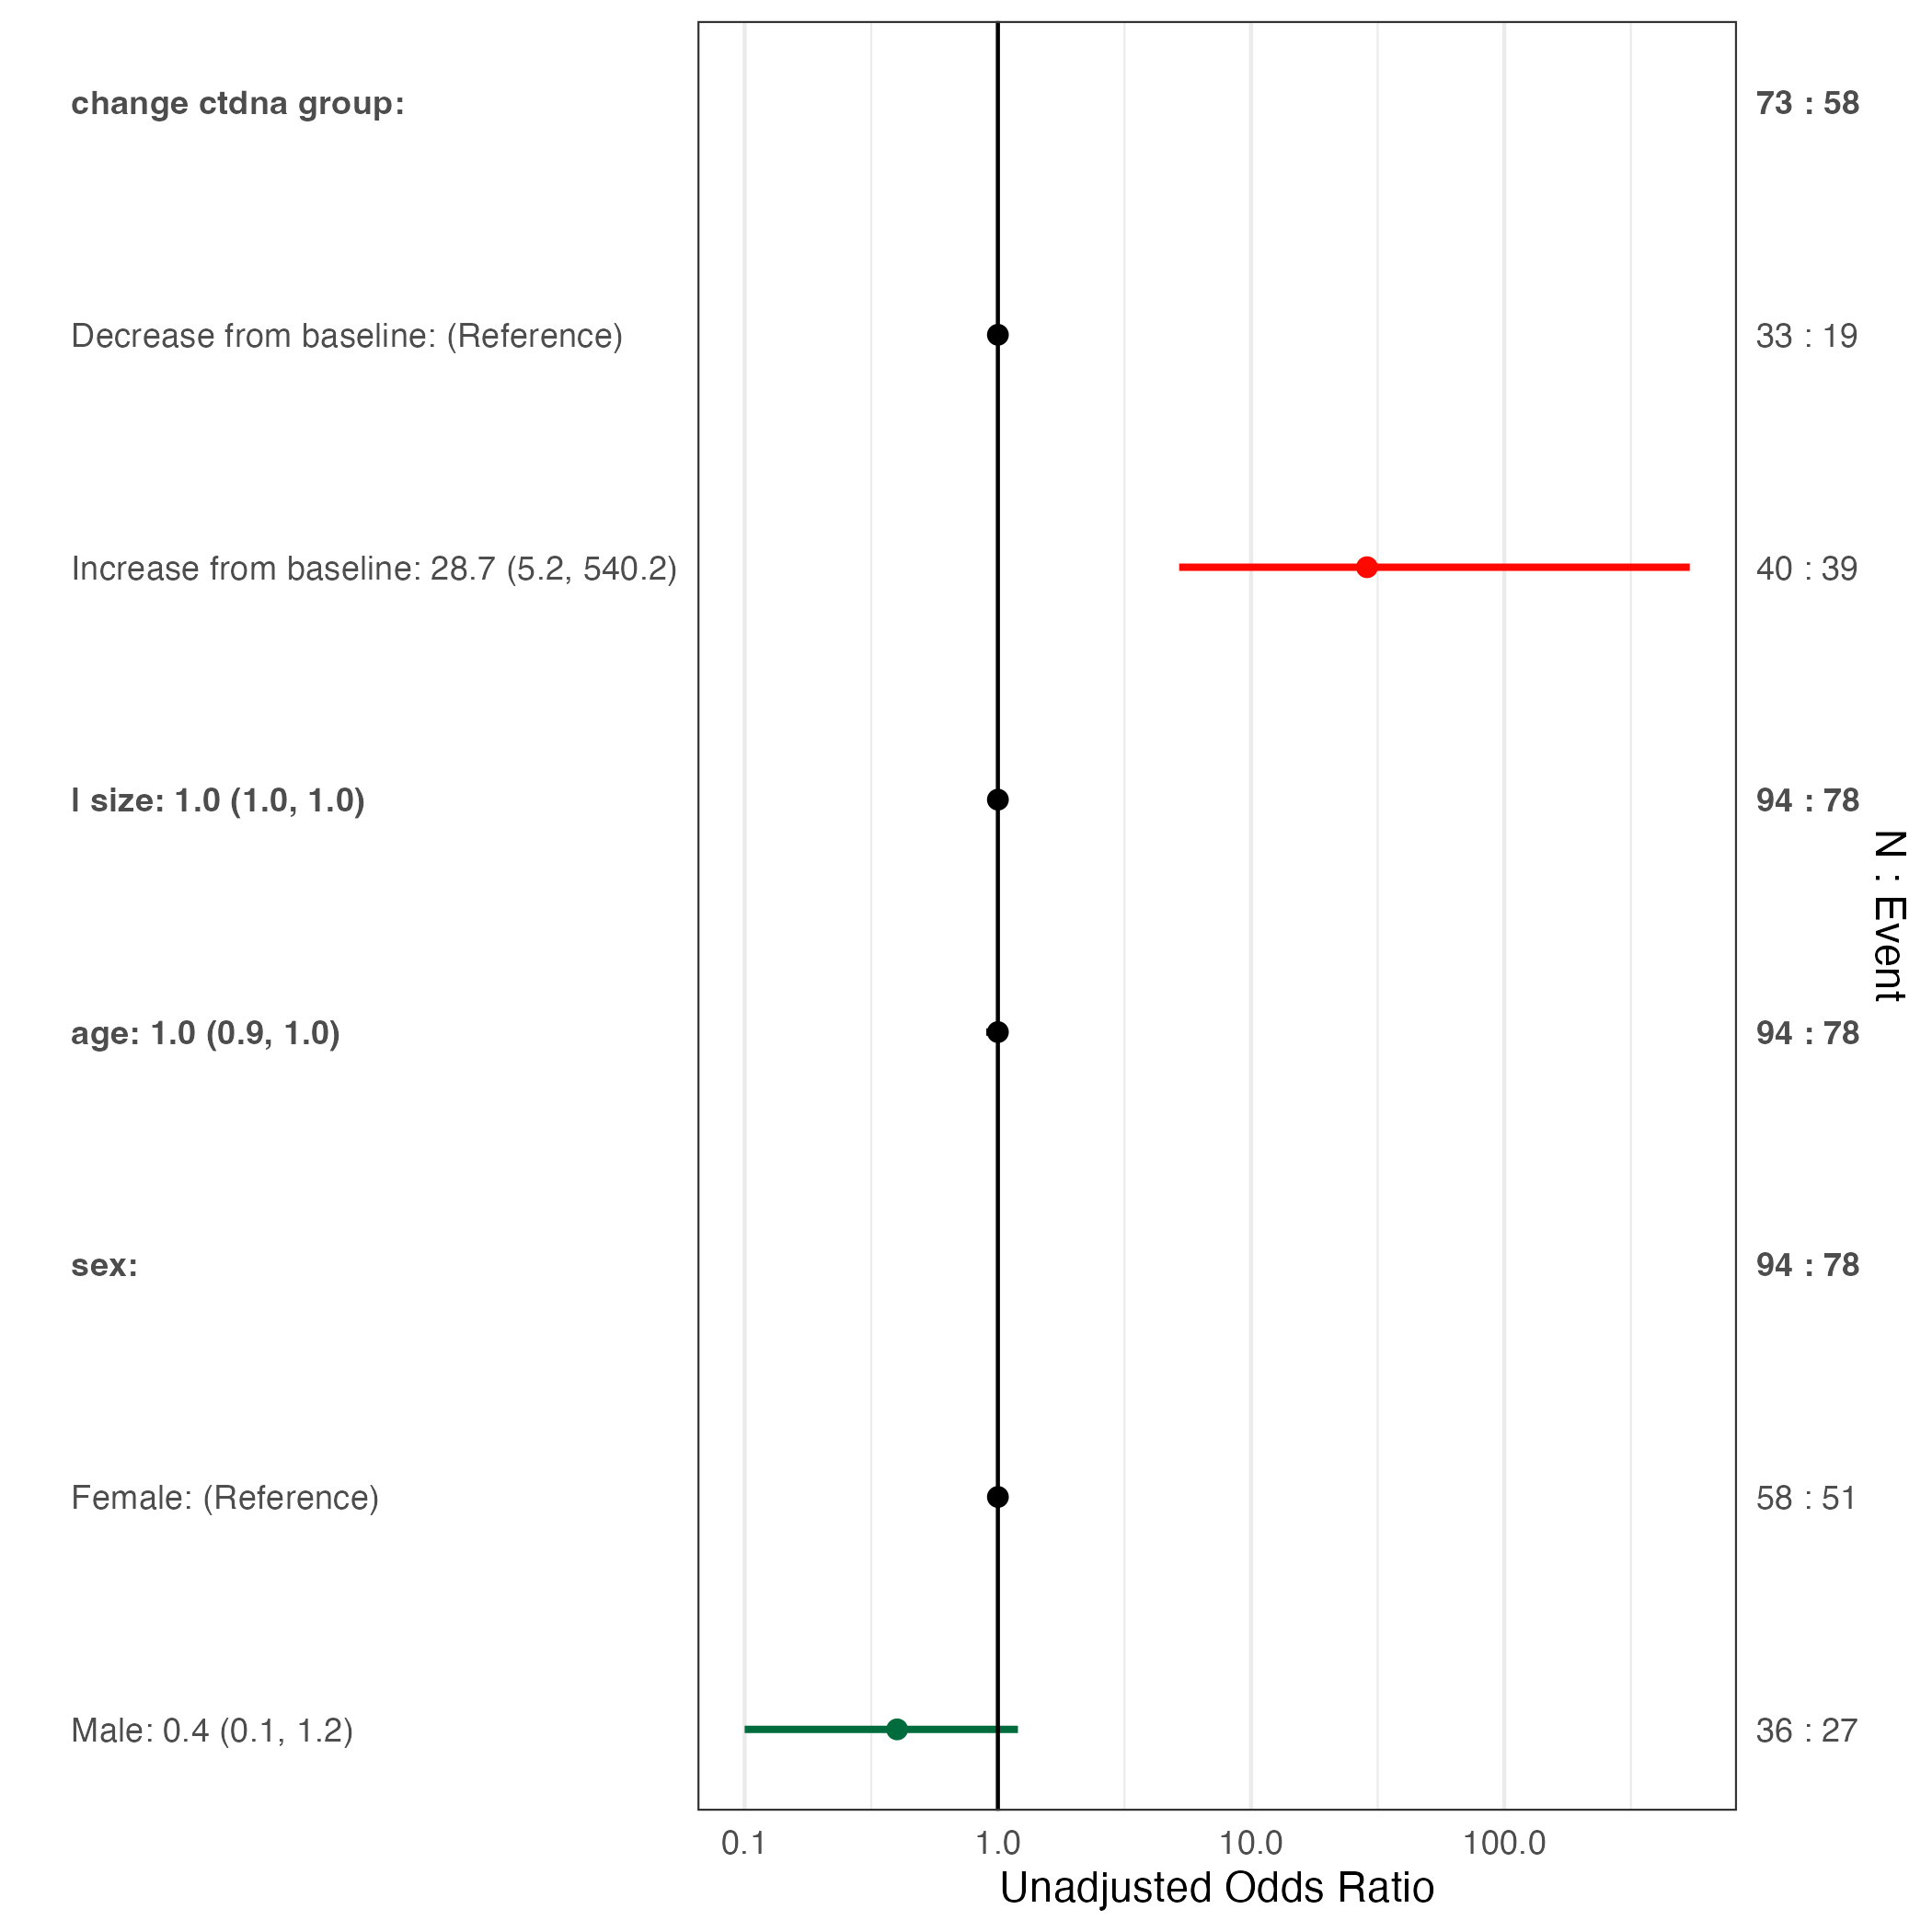 change ctdna group: 73 : 58
Decrease from baseline: (Reference) 33 : 19
Increase from baseline: 28.7 (5.2, 540.2) 40 : 39
l size: 1.0 (1.0, 1.0) 94 : 78
age: 1.0 (0.9, 1.0) 94 : 78
sex: 94 : 78
Female: (Reference) 58 : 51
Male: 0.4 (0.1, 1.2) 36 : 27
N : Event
0.1 1.0 10.0 100.0
Unadjusted Odds Ratio